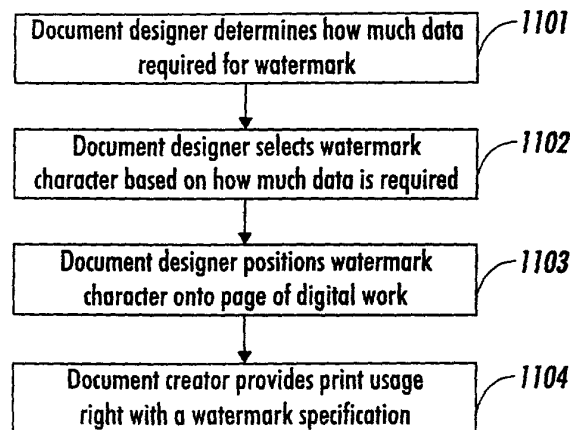 Document designer determines how much data
required for watermark
1101
Document designer selects watermark
character based on how much data is required
1102
Document designer positions watermark
character onto page of digital work
1103
Document creator provides print usage
right with a watermark specification
1104